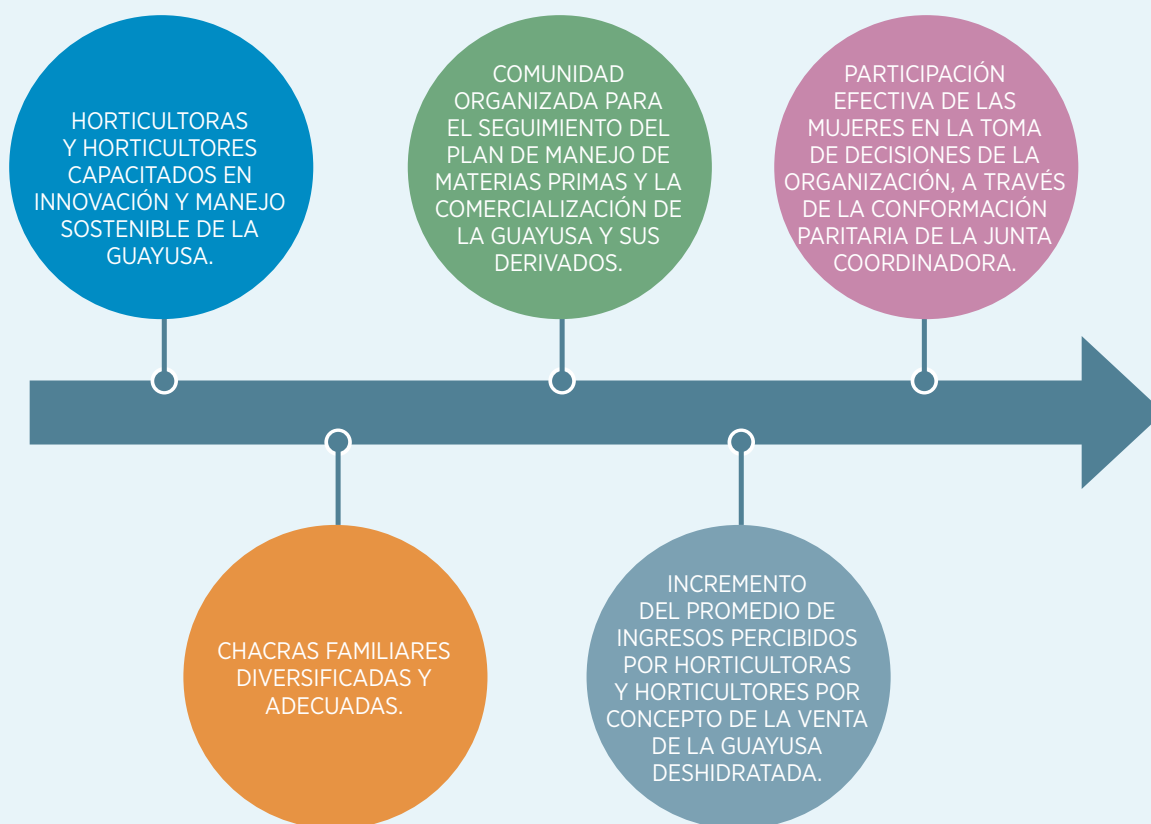 HORTICULTORAS
Y HORTICULTORES
CAPACITADOS EN
INNOVACIÓN Y MANEJO
SOSTENIBLE DE LA
GUAYUSA.
CHACRAS FAMILIARES
DIVERSIFICADAS Y
ADECUADAS.
COMUNIDAD
ORGANIZADA PARA
EL SEGUIMIENTO DEL
PLAN DE MANEJO DE
MATERIAS PRIMAS Y LA
COMERCIALIZACIÓN DE
LA GUAYUSA Y SUS
DERIVADOS.
INCREMENTO
DEL PROMEDIO DE
INGRESOS PERCIBIDOS
POR HORTICULTORAS
Y HORTICULTORES POR
CONCEPTO DE LA VENTA
DE LA GUAYUSA
DESHIDRATADA.
PARTICIPACIÓN
EFECTIVA DE LAS
MUJERES EN LA TOMA
DE DECISIONES DE LA
ORGANIZACIÓN, A TRAVÉS
DE LA CONFORMACIÓN
PARITARIA DE LA JUNTA
COORDINADORA.